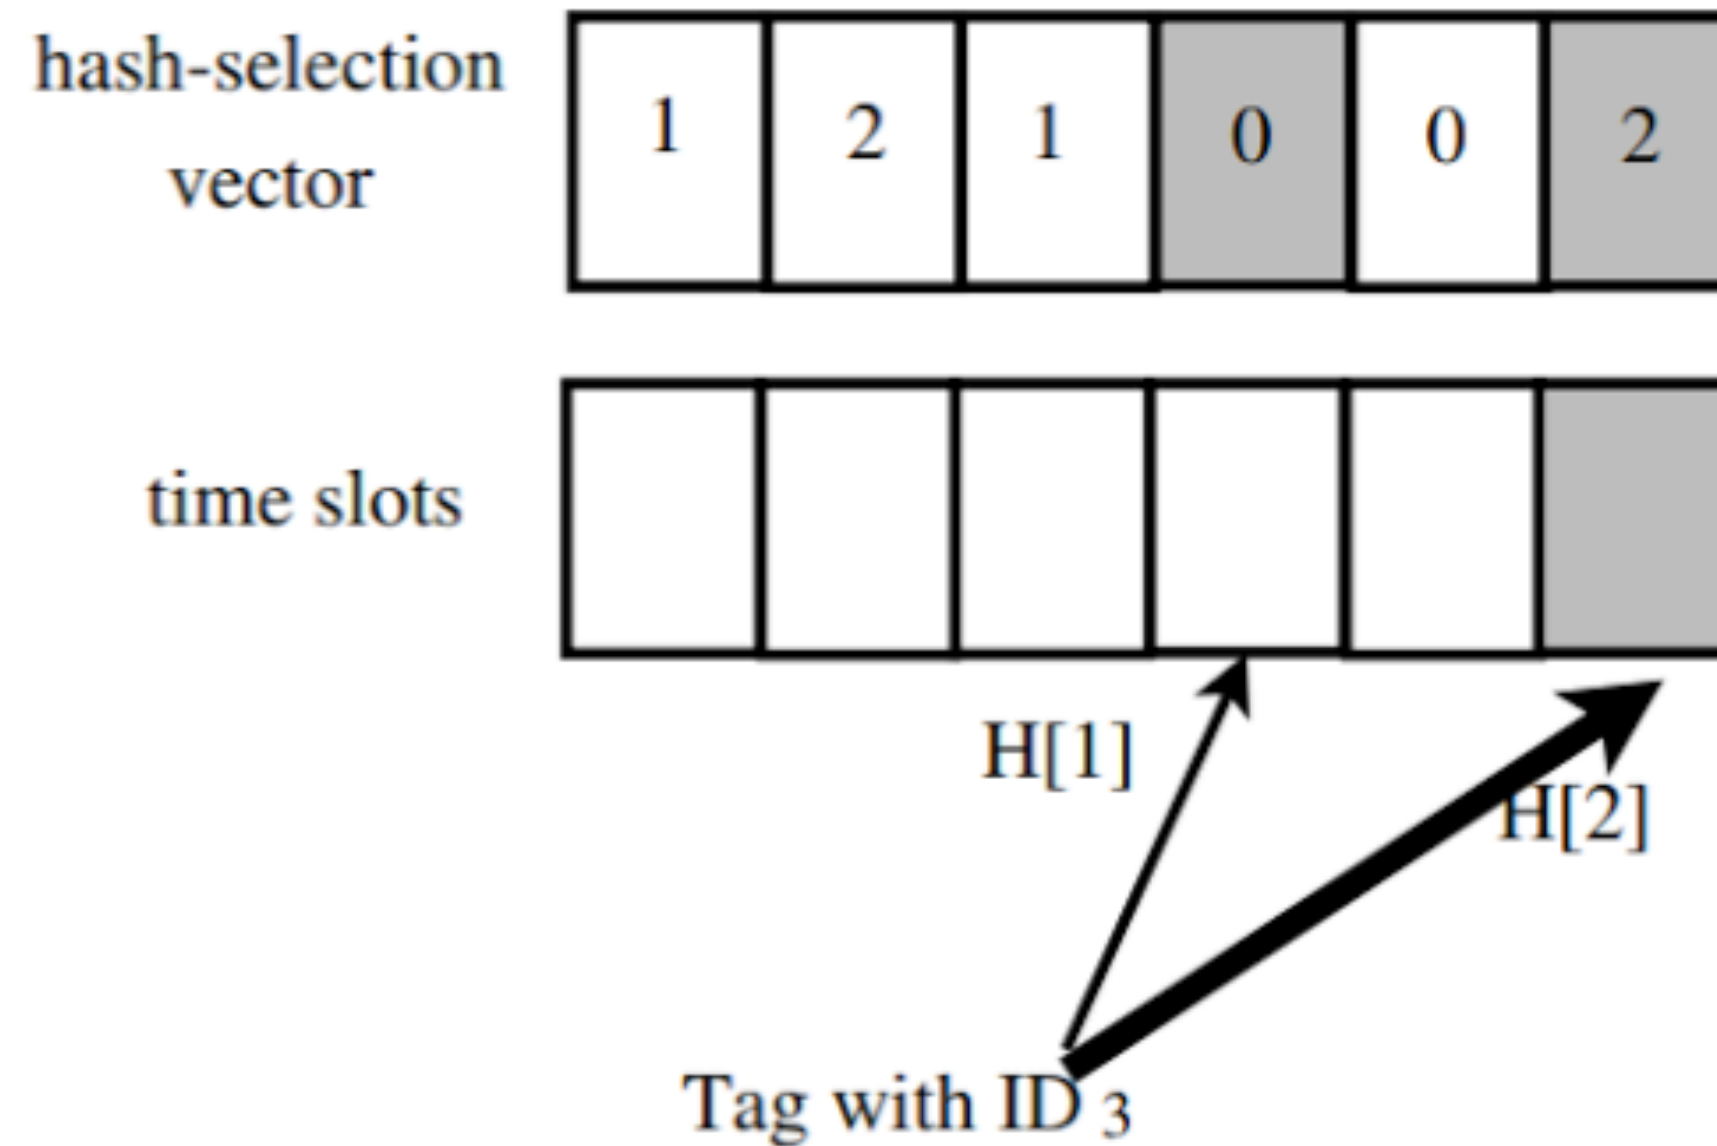 hash-selection
vector
1 2 1 0 0 2
time slots
H[1]
H[2]
Tag with ID 3